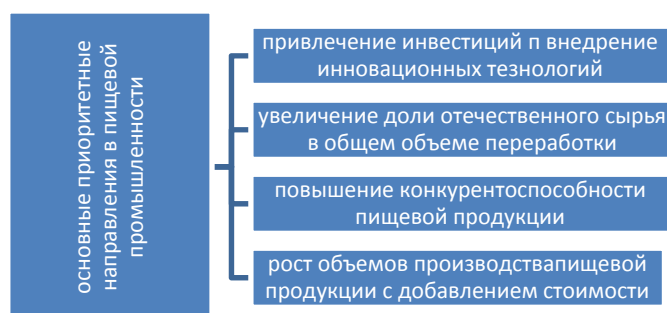 основные приоритетные
направления в пищевой
промышленности
привлечение инвестиций п внедрение
инновационных тезнологий
увеличение доли отечественного сырья
в общем объеме переработки
повышение конкурентоспособности
пищевой продукции
рост объемов производствапищевой
продукции с добавлением стоимости